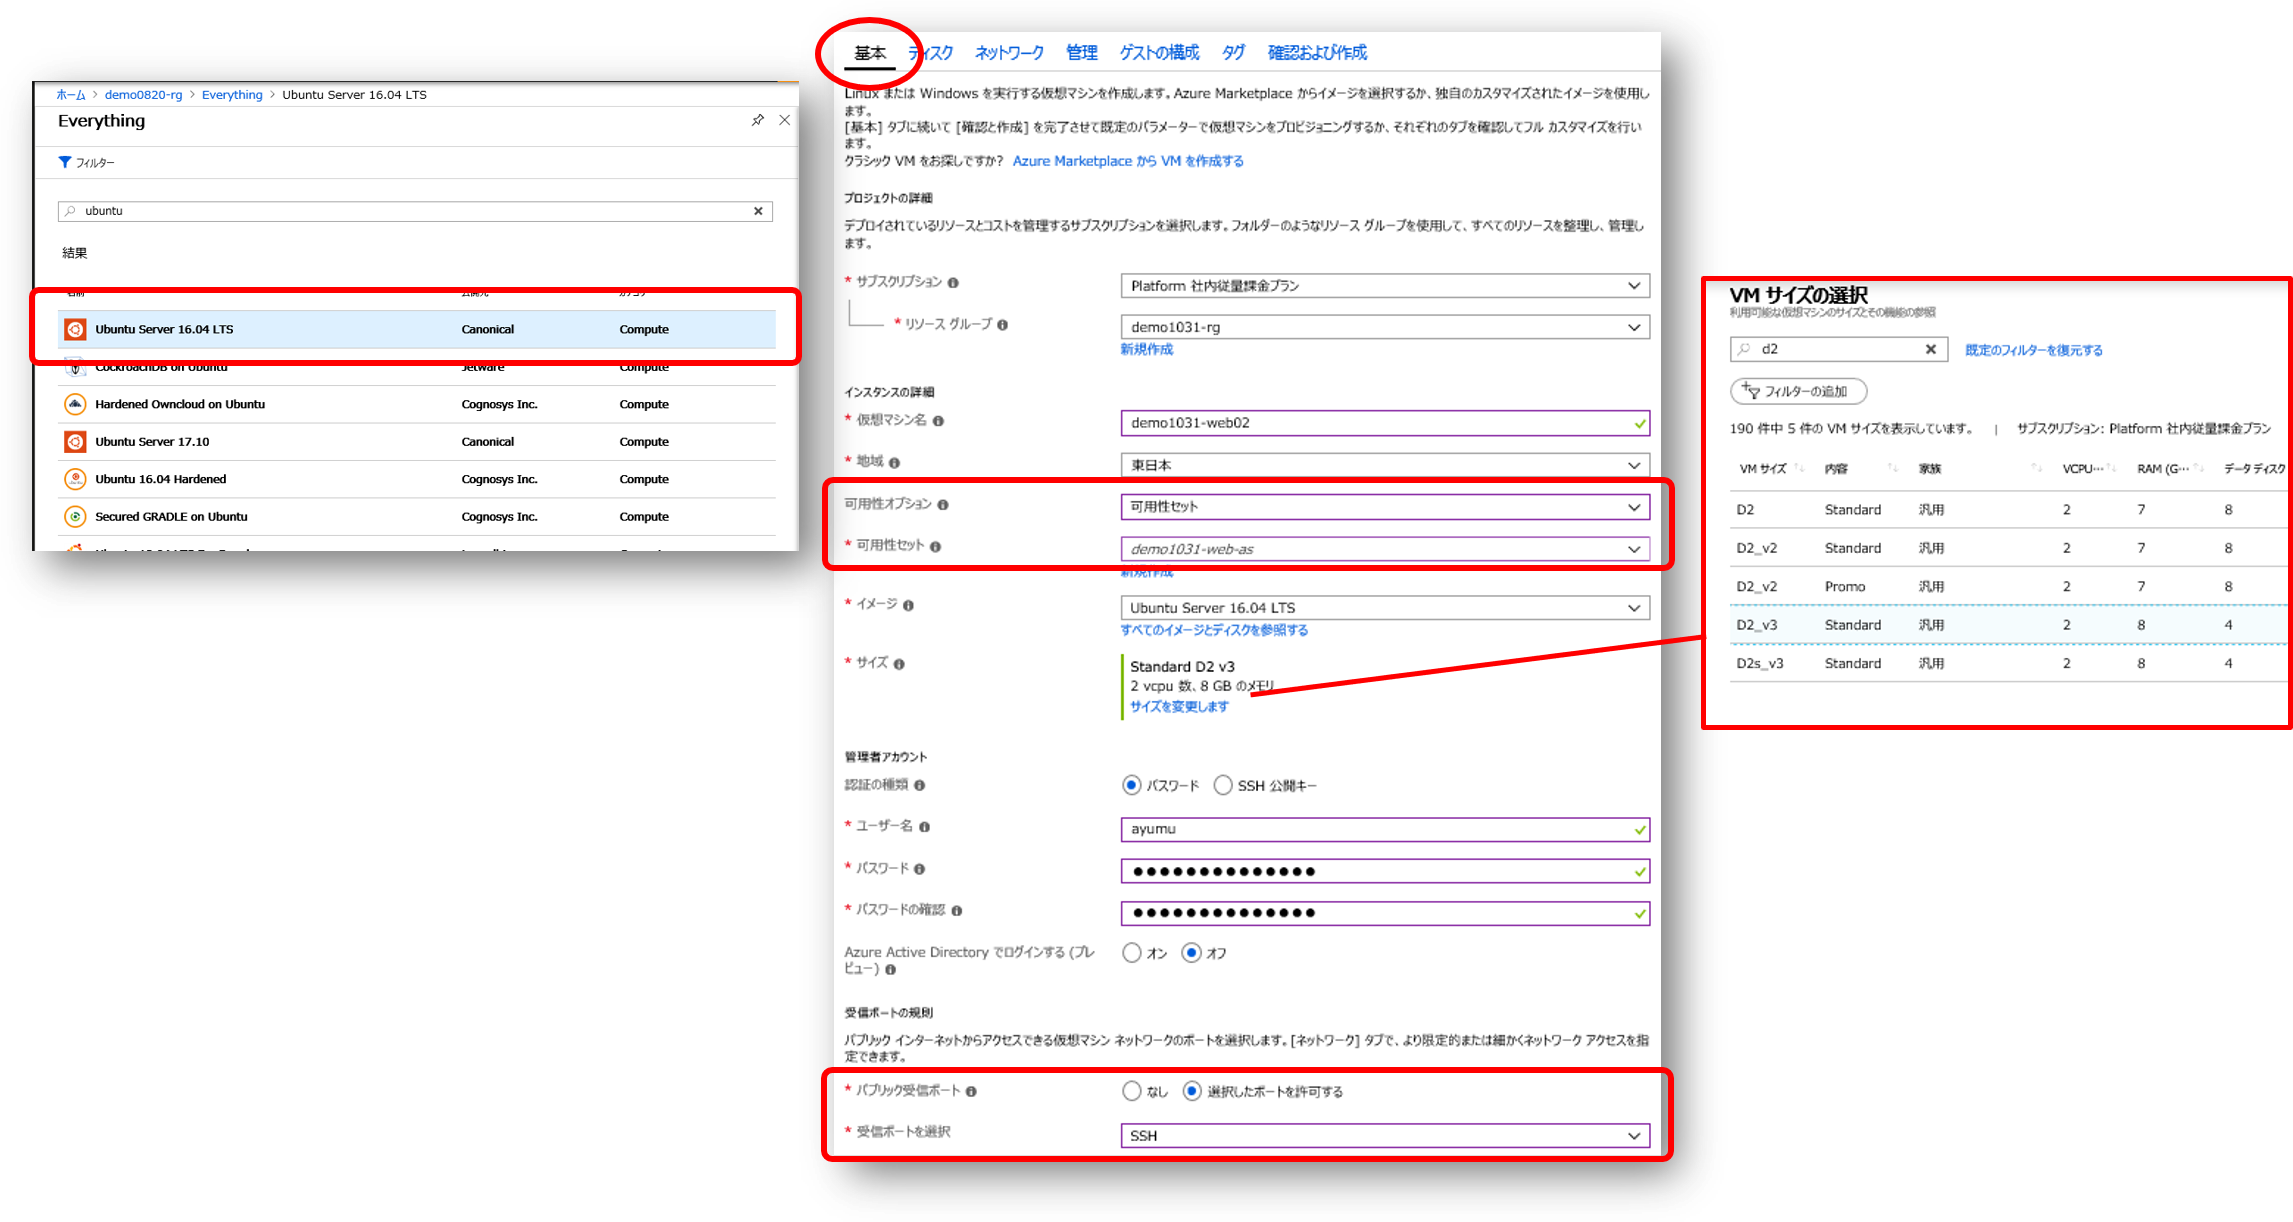 ホーム > demo0820-rg > Everything > Ubuntu Server 16.04 LTS
Everything
フィルター
ubuntu
結果
名前 公開元 カテゴリ
Ubuntu Server 16.04 LTS Canonical Compute
CockroachDB on Ubuntu Jetware Compute
Hardened Owncloud on Ubuntu Cognosys Inc. Compute
Ubuntu Server 17.10 Canonical Compute
Ubuntu 16.04 Hardened Cognosys Inc. Compute
Secured GRADLE on Ubuntu Cognosys Inc. Compute
基本 ディスク ネットワーク 管理 ゲストの構成 タグ 確認および作成
Linux または Windows を実行する仮想マシンを作成します。Azure Marketplace からイメージを選択するか、独自のカスタマイズされたイメージを使用し
ます。
[基本] タブに続いて [確認と作成] を完了させて既定のパラメーターで仮想マシンをプロビジョニングするか、それぞれのタブを確認してフル カスタマイズを行い
ます。
クラシック VM をお探しですか? Azure Marketplace から VM を作成する
プロジェクトの詳細
デプロイされているリソースとコストを管理するサブスクリプションを選択します。フォルダーのようなリソース グループを使用して、すべてのリソースを整理し、管理し
ます。
* サブスクリプション Platform 社内従量課金プラン
* リソース グループ demo1031-rg
新規作成
インスタンスの詳細
* 仮想マシン名 demo1031-web02
* 地域 東日本
可用性オプション 可用性セット
* 可用性セット demo1031-web-as
新規作成
* イメージ Ubuntu Server 16.04 LTS
すべてのイメージとディスクを参照する
* サイズ Standard D2 v3
2 vcpu 数、8 GB のメモリ
サイズを変更します
管理者アカウント
認証の種類 パスワード SSH 公開キー
* ユーザー名 ayumu
* パスワード ●●●●●●●●●●●●●●
* パスワードの確認 ●●●●●●●●●●●●●●
Azure Active Directory でログインする (プレ
ビュー) オン オフ
受信ポートの規則
パブリック インターネットからアクセスできる仮想マシン ネットワークのポートを選択します。[ネットワーク] タブで、より限定的または細かくネットワーク アクセスを指
定できます。
* パブリック受信ポート なし 選択したポートを許可する
* 受信ポートを選択 SSH
VM サイズの選択
利用可能な仮想マシンのサイズとその機能の参照
d2 既定のフィルターを復元する
フィルターの追加
190 件中 5 件の VM サイズを表示しています。 | サブスクリプション: Platform 社内従量課金プラン
VM サイズ 内容 家族 VCPU… RAM (G… データ ディスク
D2 Standard 汎用 2 7 8
D2_v2 Standard 汎用 2 7 8
D2_v2 Promo 汎用 2 7 8
D2_v3 Standard 汎用 2 8 4
D2s_v3 Standard 汎用 2 8 4